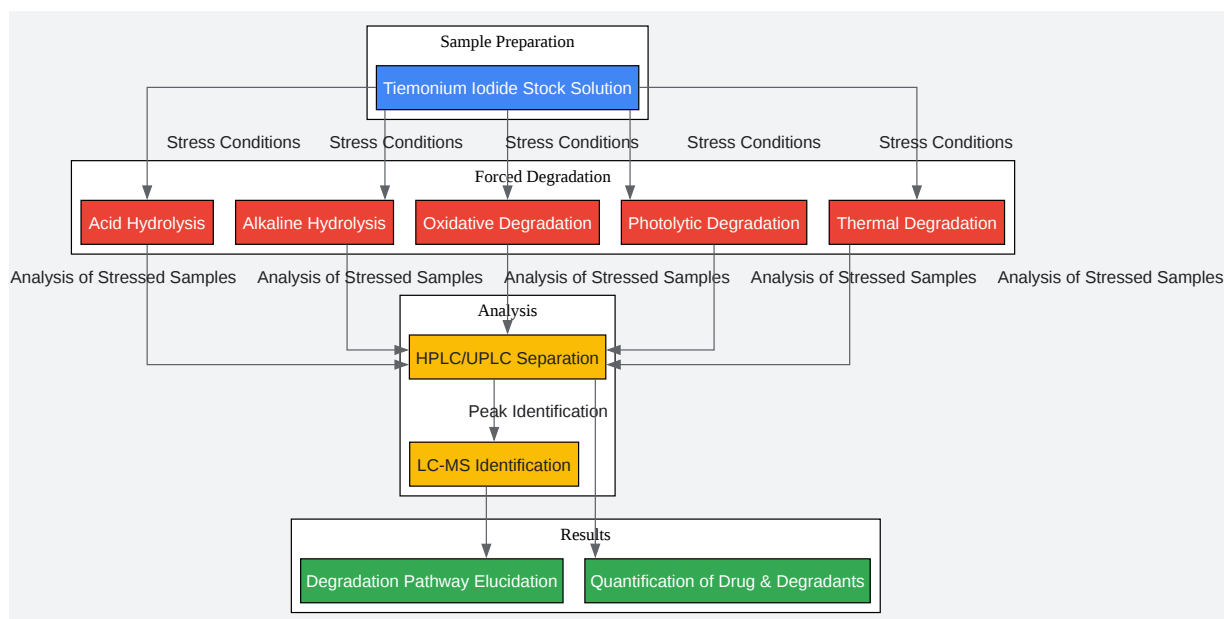 Sample Preparation
Tiemonium Iodide Stock Solution
Stress Conditions
Stress Conditions
Stress Conditions
Stress Conditions
Stress Conditions
Forced Degradation
Acid Hydrolysis
Alkaline Hydrolysis
Oxidative Degradation
Photolytic Degradation
Thermal Degradation
Analysis of Stressed Samples
Analysis of Stressed Samples
Analysis of Stressed Samples
Analysis of Stressed Samples
Analysis of Stressed Samples
Analysis
HPLC/UPLC Separation
Peak Identification
LC-MS Identification
Results
Degradation Pathway Elucidation
Quantification of Drug & Degradants